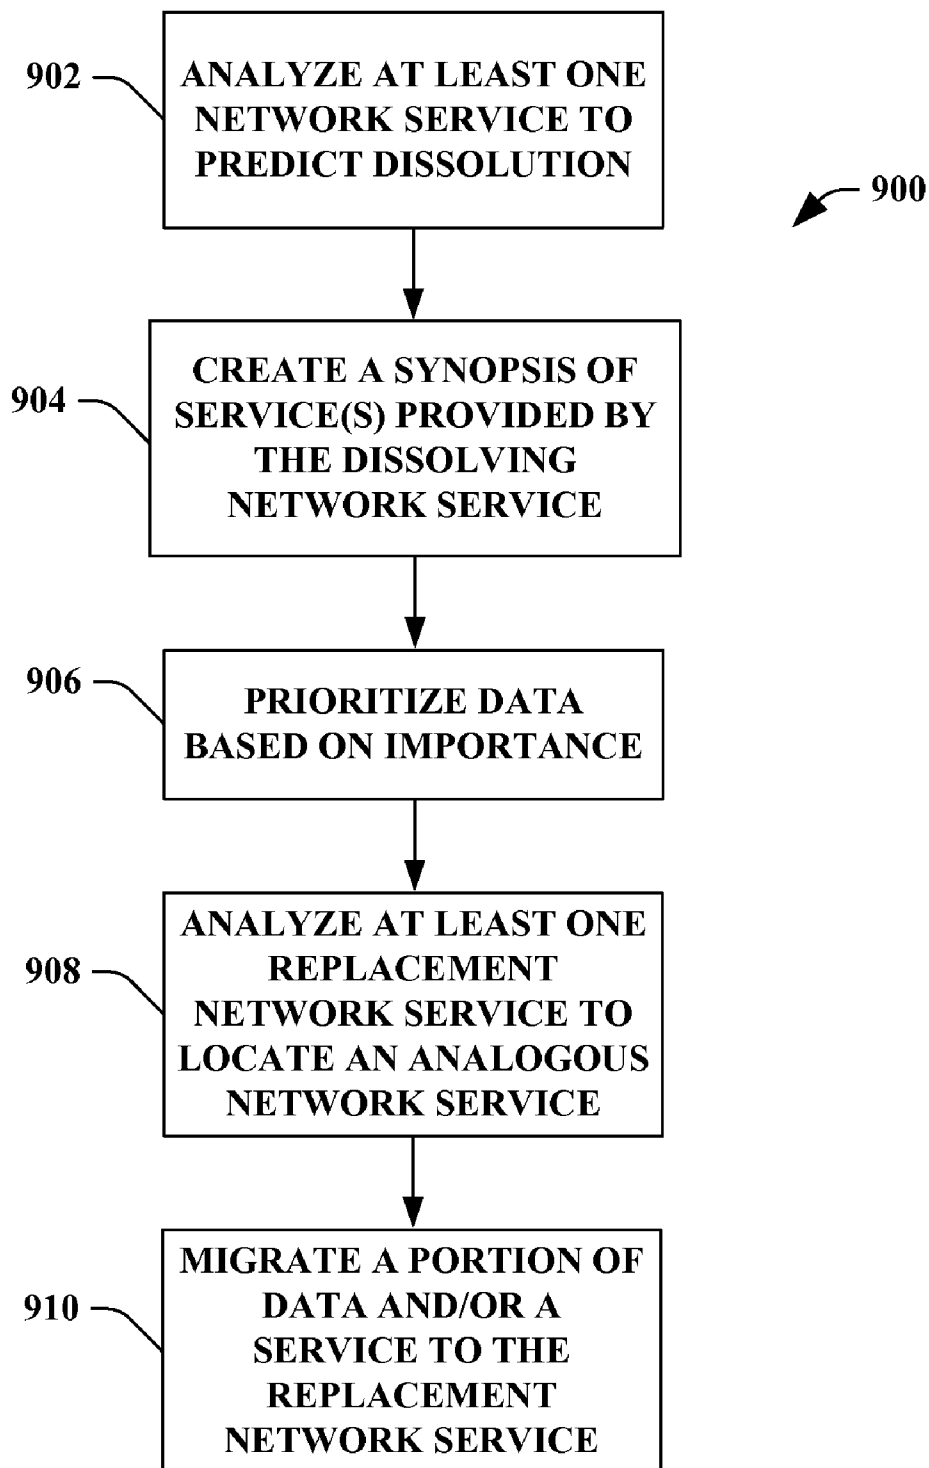 902
ANALYZE AT LEAST ONE
NETWORK SERVICE TO
PREDICT DISSOLUTION
900
904
CREATE A SYNOPSIS OF
SERVICE(S) PROVIDED BY
THE DISSOLVING
NETWORK SERVICE
906
PRIORITIZE DATA
BASED ON IMPORTANCE
908
ANALYZE AT LEAST ONE
REPLACEMENT
NETWORK SERVICE TO
LOCATE AN ANALOGOUS
NETWORK SERVICE
910
MIGRATE A PORTION OF
DATA AND/OR A
SERVICE TO THE
REPLACEMENT
NETWORK SERVICE